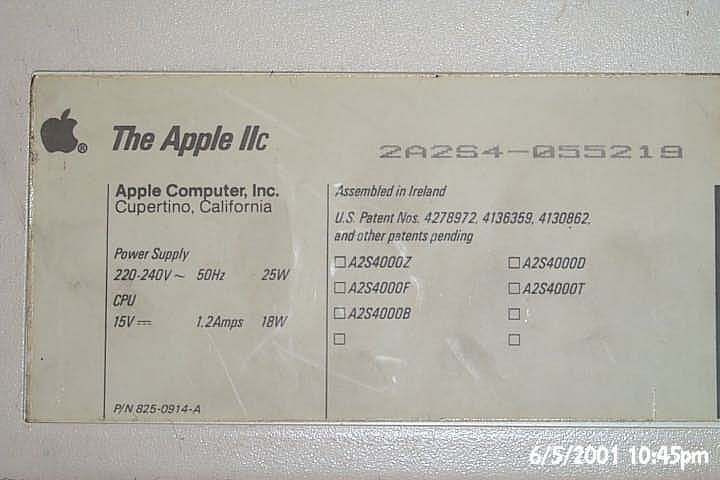 The Apple IIc
2A2S4-055219
Apple Computer, Inc.
Cupertino, California
Power Supply
220-240V~ 50Hz 25W
CPU
15V⎓ 1.2Amps 18W
P/N 825-0914-A
Assembled in Ireland
U.S. Patent Nos. 4278972, 4136359, 4130862,
and other patents pending
☐ A2S4000Z ☐ A2S4000D
☐ A2S4000F ☐ A2S4000T
☐ A2S4000B ☐
☐ ☐
6/5/2001 10:45pm